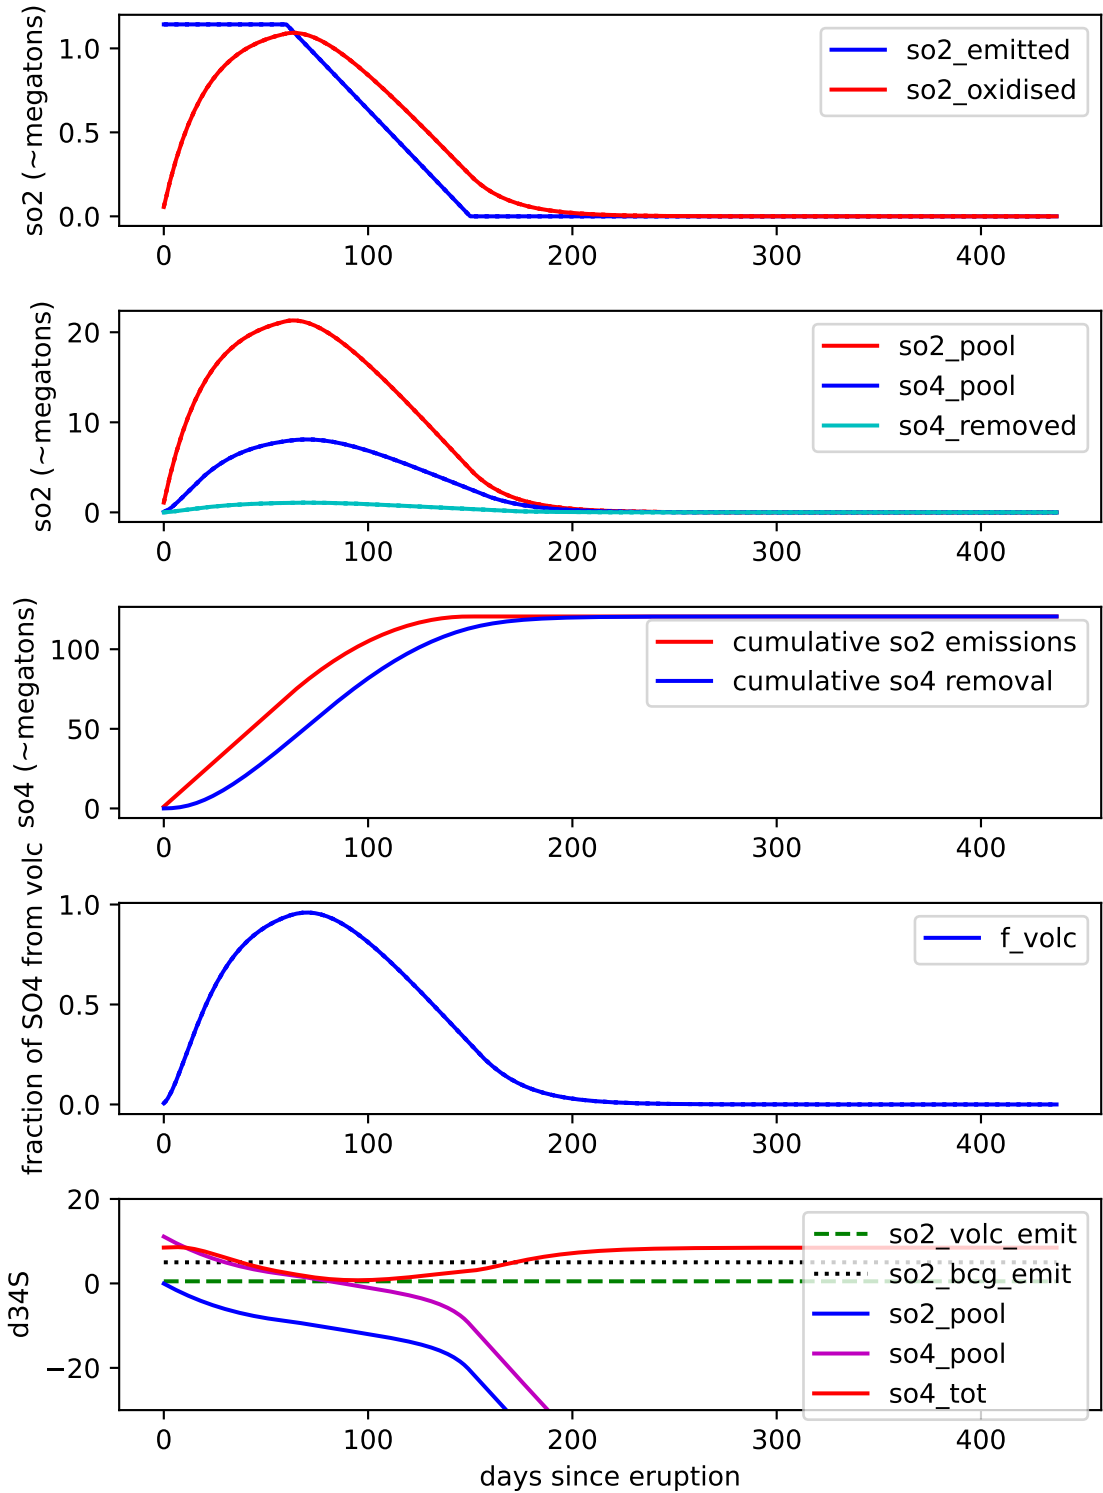 so2 (~megatons)
1.0
0.5
0.0
so2_emitted
so2_oxidised
0 100 200 300 400
so2 (~megatons)
20
10
0
so2_pool
so4_pool
so4_removed
0 100 200 300 400
so4 (~megatons)
100
50
0
cumulative so2 emissions
cumulative so4 removal
0 100 200 300 400
fraction of SO4 from volc
1.0
0.5
0.0
f_volc
0 100 200 300 400
d34S
20
0
−20
so2_volc_emit
so2_bcg_emit
so2_pool
so4_pool
so4_tot
0 100 200 300 400
days since eruption